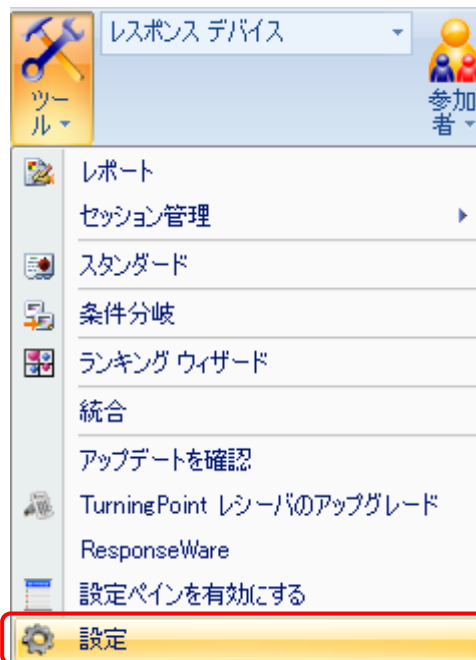 レスポンス デバイス
ツー
ル
参加
者
レポート
セッション管理
スタンダード
条件分岐
ランキング ウィザード
統合
アップデートを確認
TurningPoint レシーバのアップグレード
ResponseWare
設定ペインを有効にする
設定